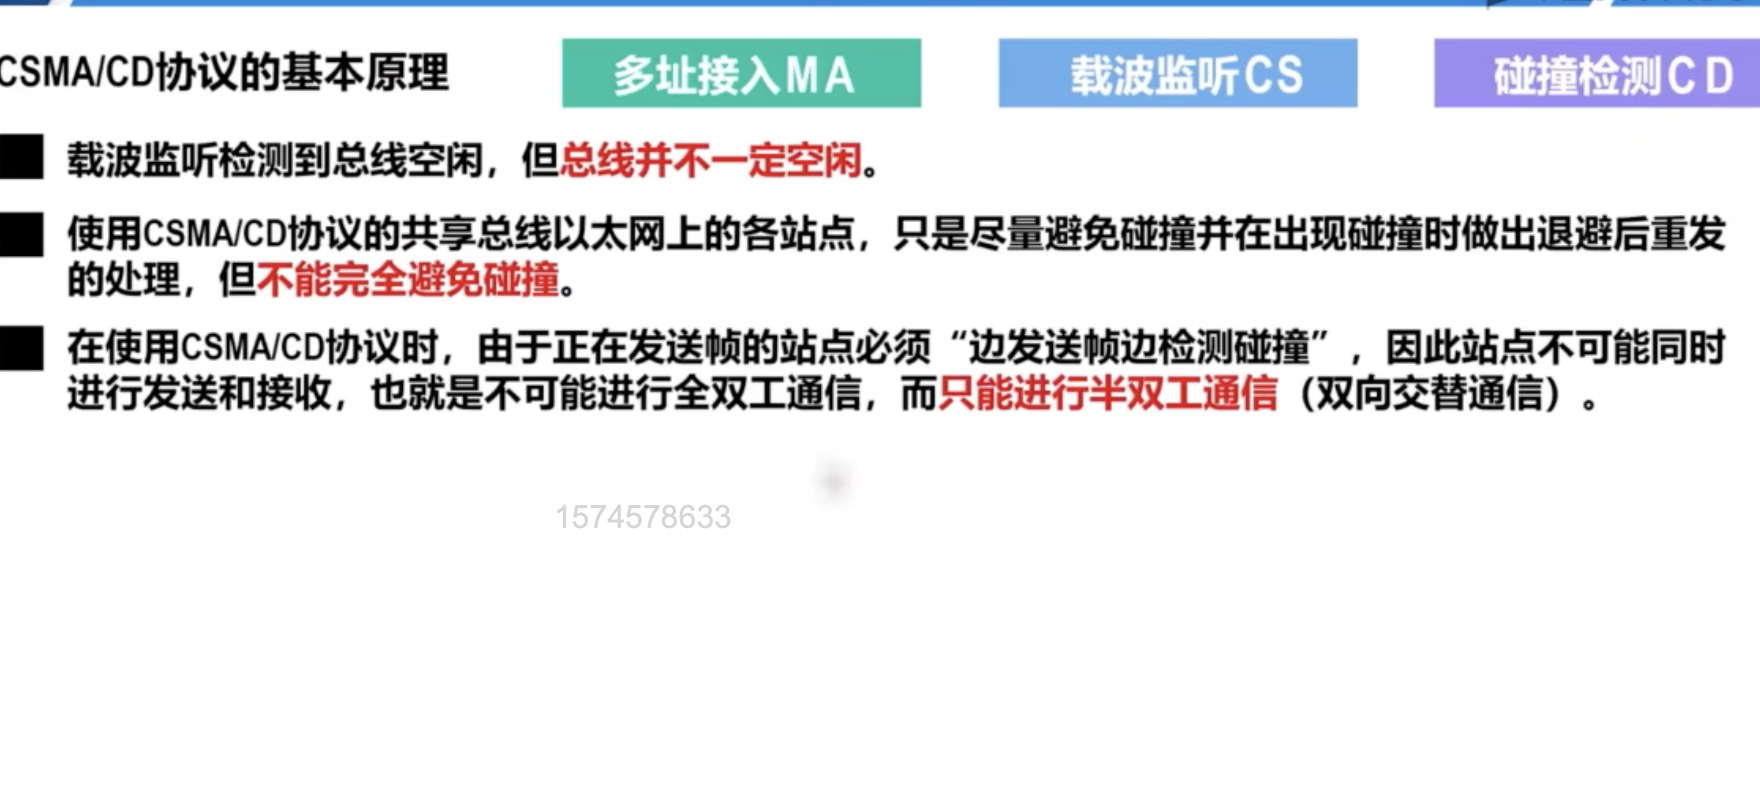 CSMA/CD协议的基本原理
多址接入MA
载波监听CS
碰撞检测CD
载波监听检测到总线空闲，但总线并不一定空闲。
使用CSMA/CD协议的共享总线以太网上的各站点，只是尽量避免碰撞并在出现碰撞时做出退避后重发
的处理，但不能完全避免碰撞。
在使用CSMA/CD协议时，由于正在发送帧的站点必须“边发送帧边检测碰撞”，因此站点不可能同时
进行发送和接收，也就是不可能进行全双工通信，而只能进行半双工通信（双向交替通信）。
1574578633